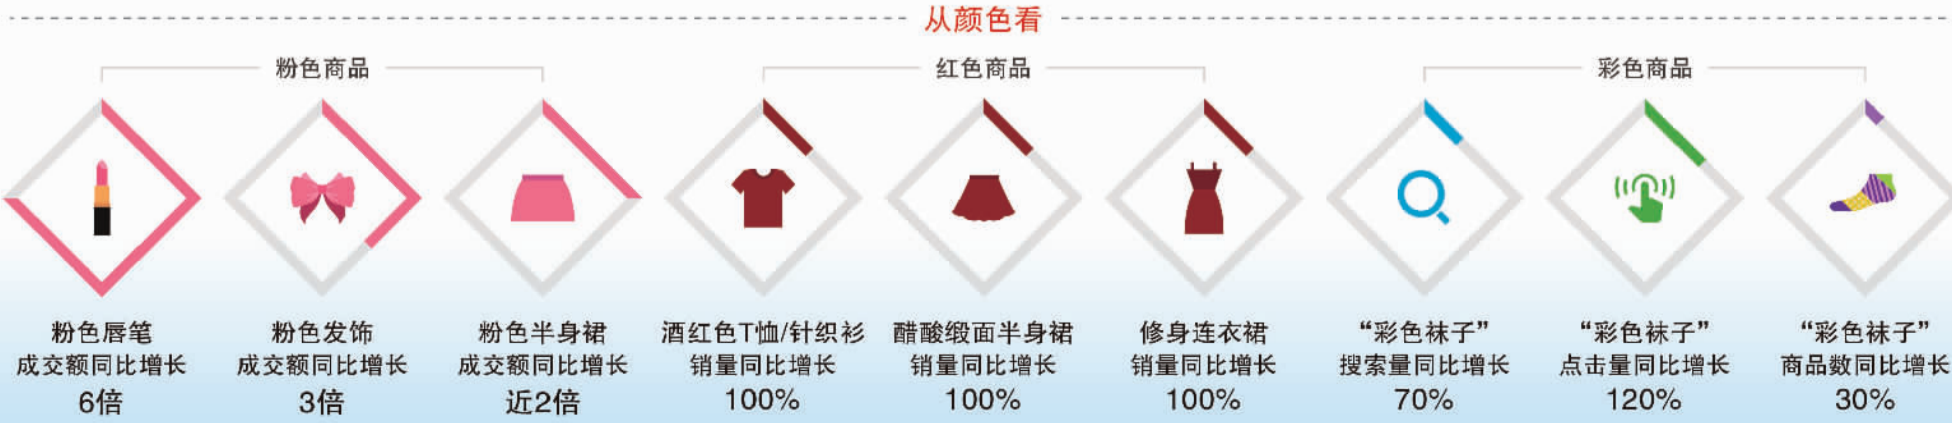 从颜色看
粉色商品
红色商品
彩色商品
粉色唇笔
成交额同比增长
6倍
粉色发饰
成交额同比增长
3倍
粉色半身裙
成交额同比增长
近2倍
酒红色T恤/针织衫
销量同比增长
100%
醋酸缎面半身裙
销量同比增长
100%
修身连衣裙
销量同比增长
100%
“彩色袜子”
搜索量同比增长
70%
“彩色袜子”
点击量同比增长
120%
“彩色袜子”
商品数同比增长
30%